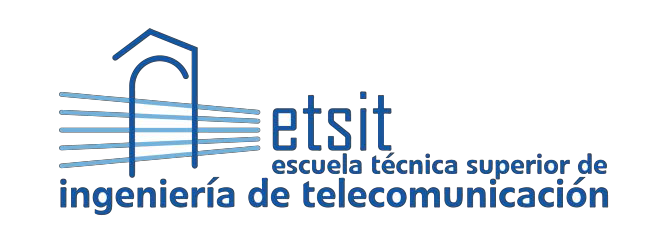 etsit
escuela técnica superior de
ingeniería de telecomunicación